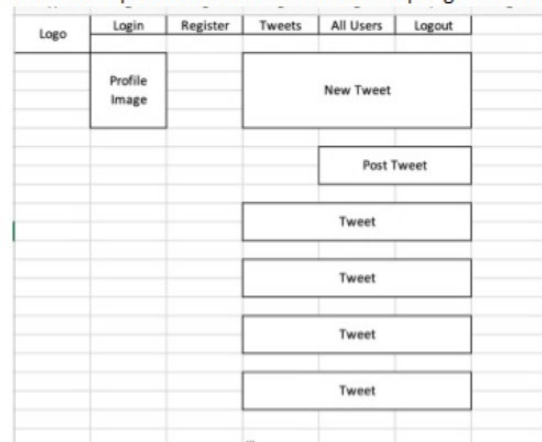 Logo
Login
Register
Tweets
All Users
Logout
Profile
Image
New Tweet
Post Tweet
Tweet
Tweet
Tweet
Tweet